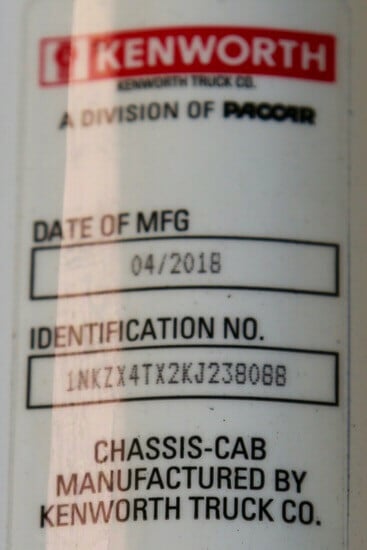 KENWORTH
KENWORTH TRUCK CO.
A DIVISION OF PACCAR
DATE OF MFG
04/2018
IDENTIFICATION NO.
1NKZX4TX2KJ238088
CHASSIS-CAB
MANUFACTURED BY
KENWORTH TRUCK CO.